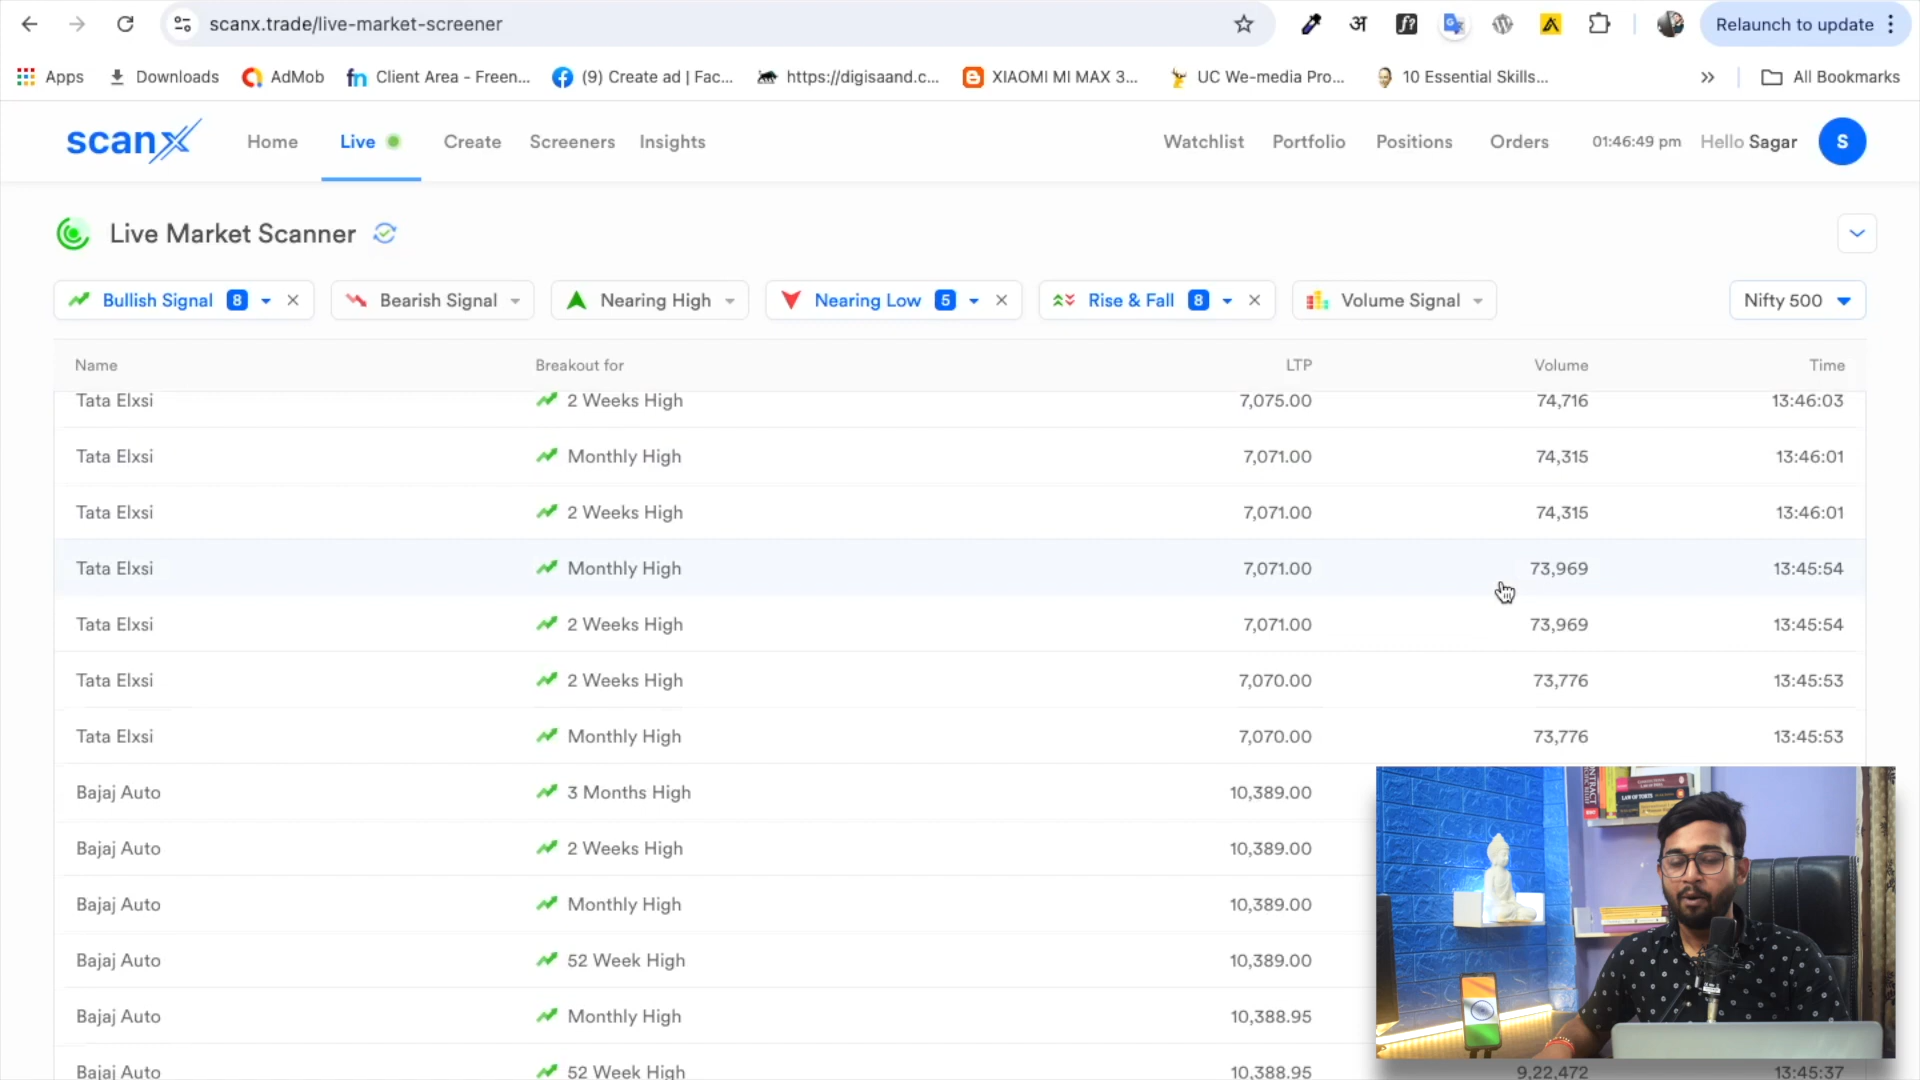 scanx.trade/live-market-screener
Relaunch to update
Apps Downloads AdMob Client Area - Freen... (9) Create ad | Fac... https://digisaand.c... XIAOMI MI MAX 3... UC We-media Pro... 10 Essential Skills... All Bookmarks
scanX Home Live Create Screeners Insights Watchlist Portfolio Positions Orders 01:46:49 pm Hello Sagar S
Live Market Scanner
Bullish Signal 8 Bearish Signal Nearing High Nearing Low 5 Rise & Fall 8 Volume Signal Nifty 500
Name Breakout for LTP Volume Time
Tata Elxsi 2 Weeks High 7,075.00 74,716 13:46:03
Tata Elxsi Monthly High 7,071.00 74,315 13:46:01
Tata Elxsi 2 Weeks High 7,071.00 74,315 13:46:01
Tata Elxsi Monthly High 7,071.00 73,969 13:45:54
Tata Elxsi 2 Weeks High 7,071.00 73,969 13:45:54
Tata Elxsi 2 Weeks High 7,070.00 73,776 13:45:53
Tata Elxsi Monthly High 7,070.00 73,776 13:45:53
Bajaj Auto 3 Months High 10,389.00
Bajaj Auto 2 Weeks High 10,389.00
Bajaj Auto Monthly High 10,389.00
Bajaj Auto 52 Week High 10,389.00
Bajaj Auto Monthly High 10,388.95
Bajaj Auto 52 Week High 10,388.95 9,22,472 13:45:37